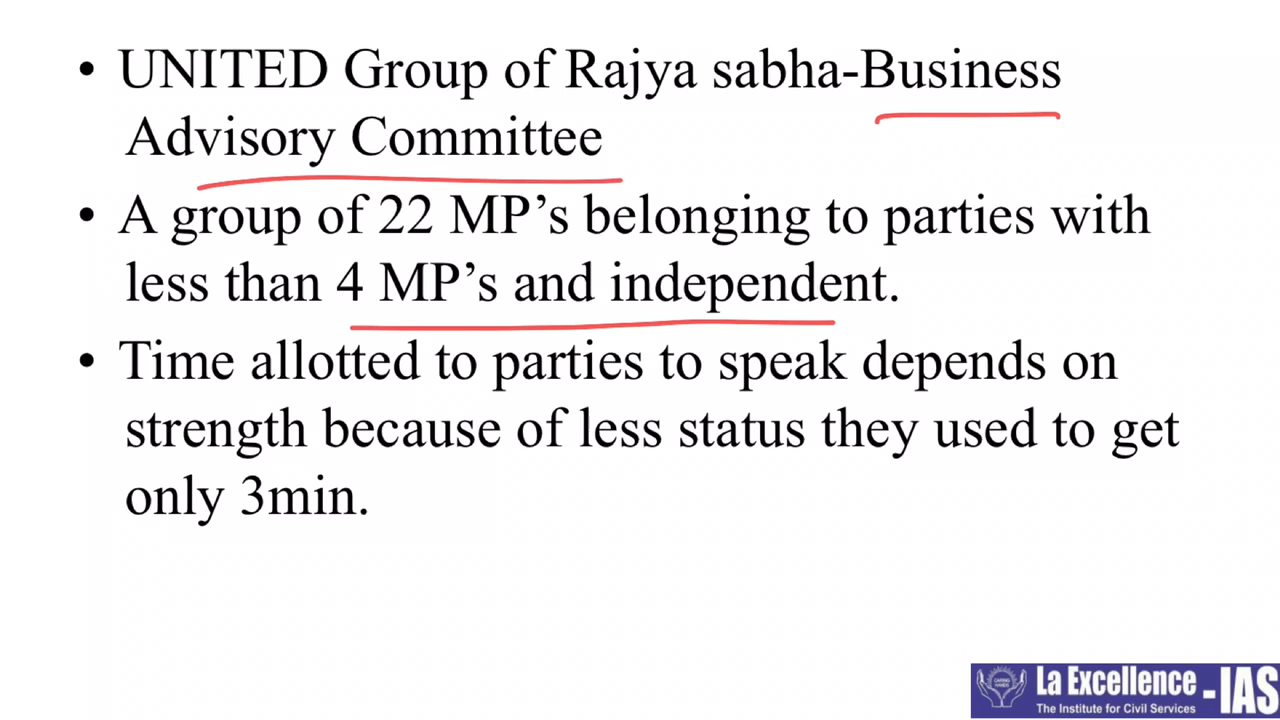 • UNITED Group of Rajya sabha-Business
Advisory Committee
• A group of 22 MP's belonging to parties with
less than 4 MP's and independent.
• Time allotted to parties to speak depends on
strength because of less status they used to get
only 3min.
CARING
HANDS
La Excellence -IAS
The Institute for Civil Services